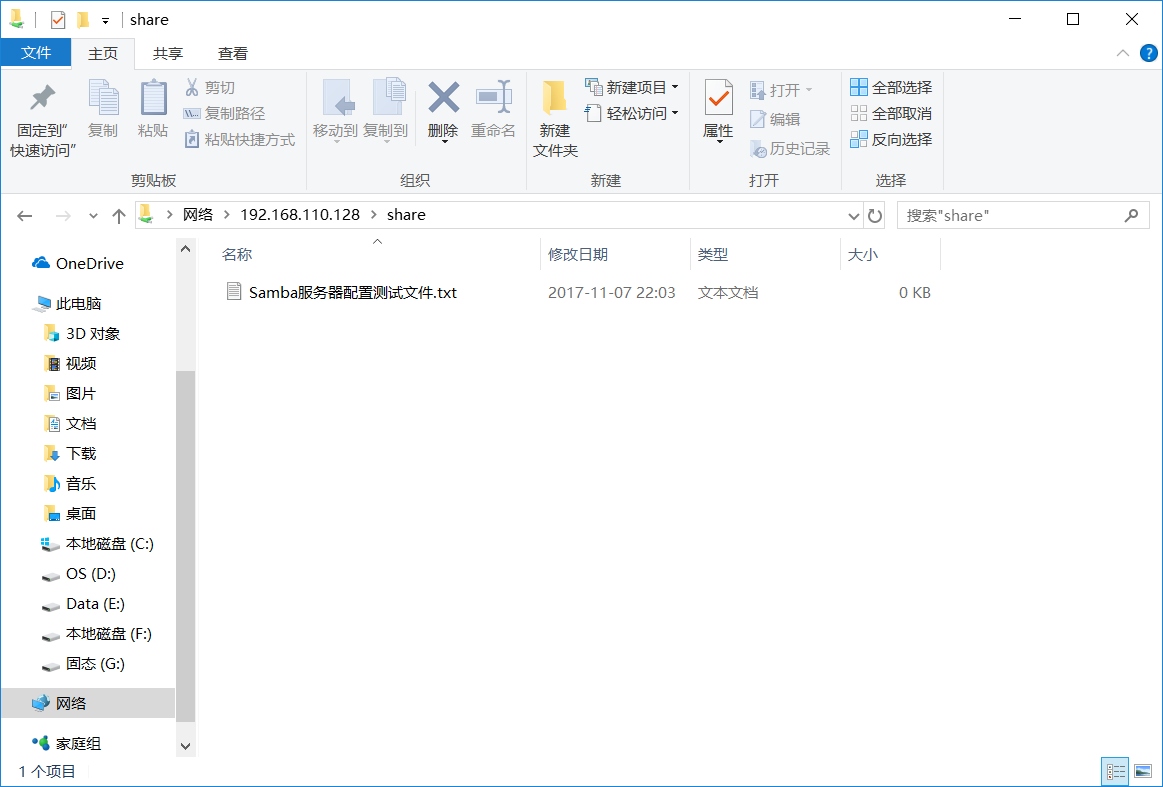 share
文件 主页 共享 查看
固定到"
快速访问"
复制
粘贴
剪切
复制路径
粘贴快捷方式
剪贴板
移动到
复制到
删除
重命名
组织
新建
文件夹
新建项目
轻松访问
新建
属性
打开
编辑
历史记录
打开
全部选择
全部取消
反向选择
选择
网络 192.168.110.128 share
搜索"share"
OneDrive
此电脑
3D 对象
视频
图片
文档
下载
音乐
桌面
本地磁盘 (C:)
OS (D:)
Data (E:)
本地磁盘 (F:)
固态 (G:)
网络
家庭组
名称 修改日期 类型 大小
Samba服务器配置测试文件.txt 2017-11-07 22:03 文本文档 0 KB
1 个项目